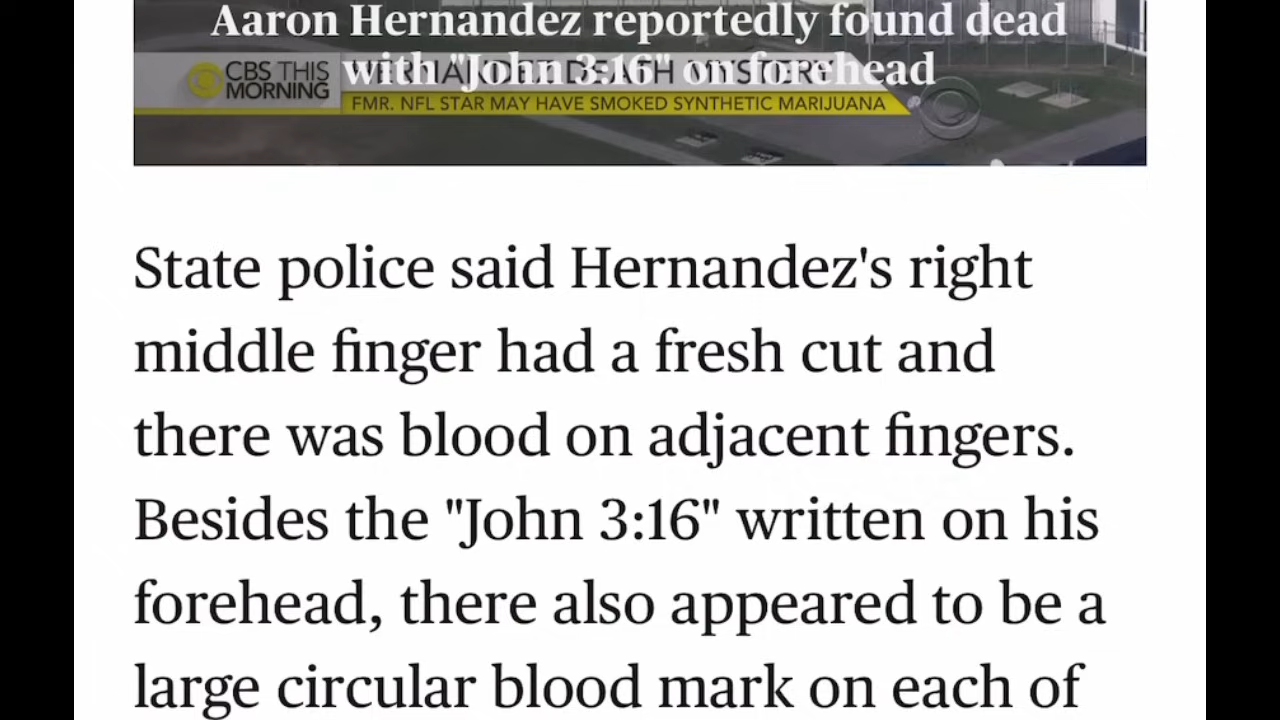 Aaron Hernandez reportedly found dead
with "John 3:16" on forehead
CBS THIS
MORNING
HERNANDEZ DEATH MYSTERY
FMR. NFL STAR MAY HAVE SMOKED SYNTHETIC MARIJUANA
State police said Hernandez's right
middle finger had a fresh cut and
there was blood on adjacent fingers.
Besides the "John 3:16" written on his
forehead, there also appeared to be a
large circular blood mark on each of